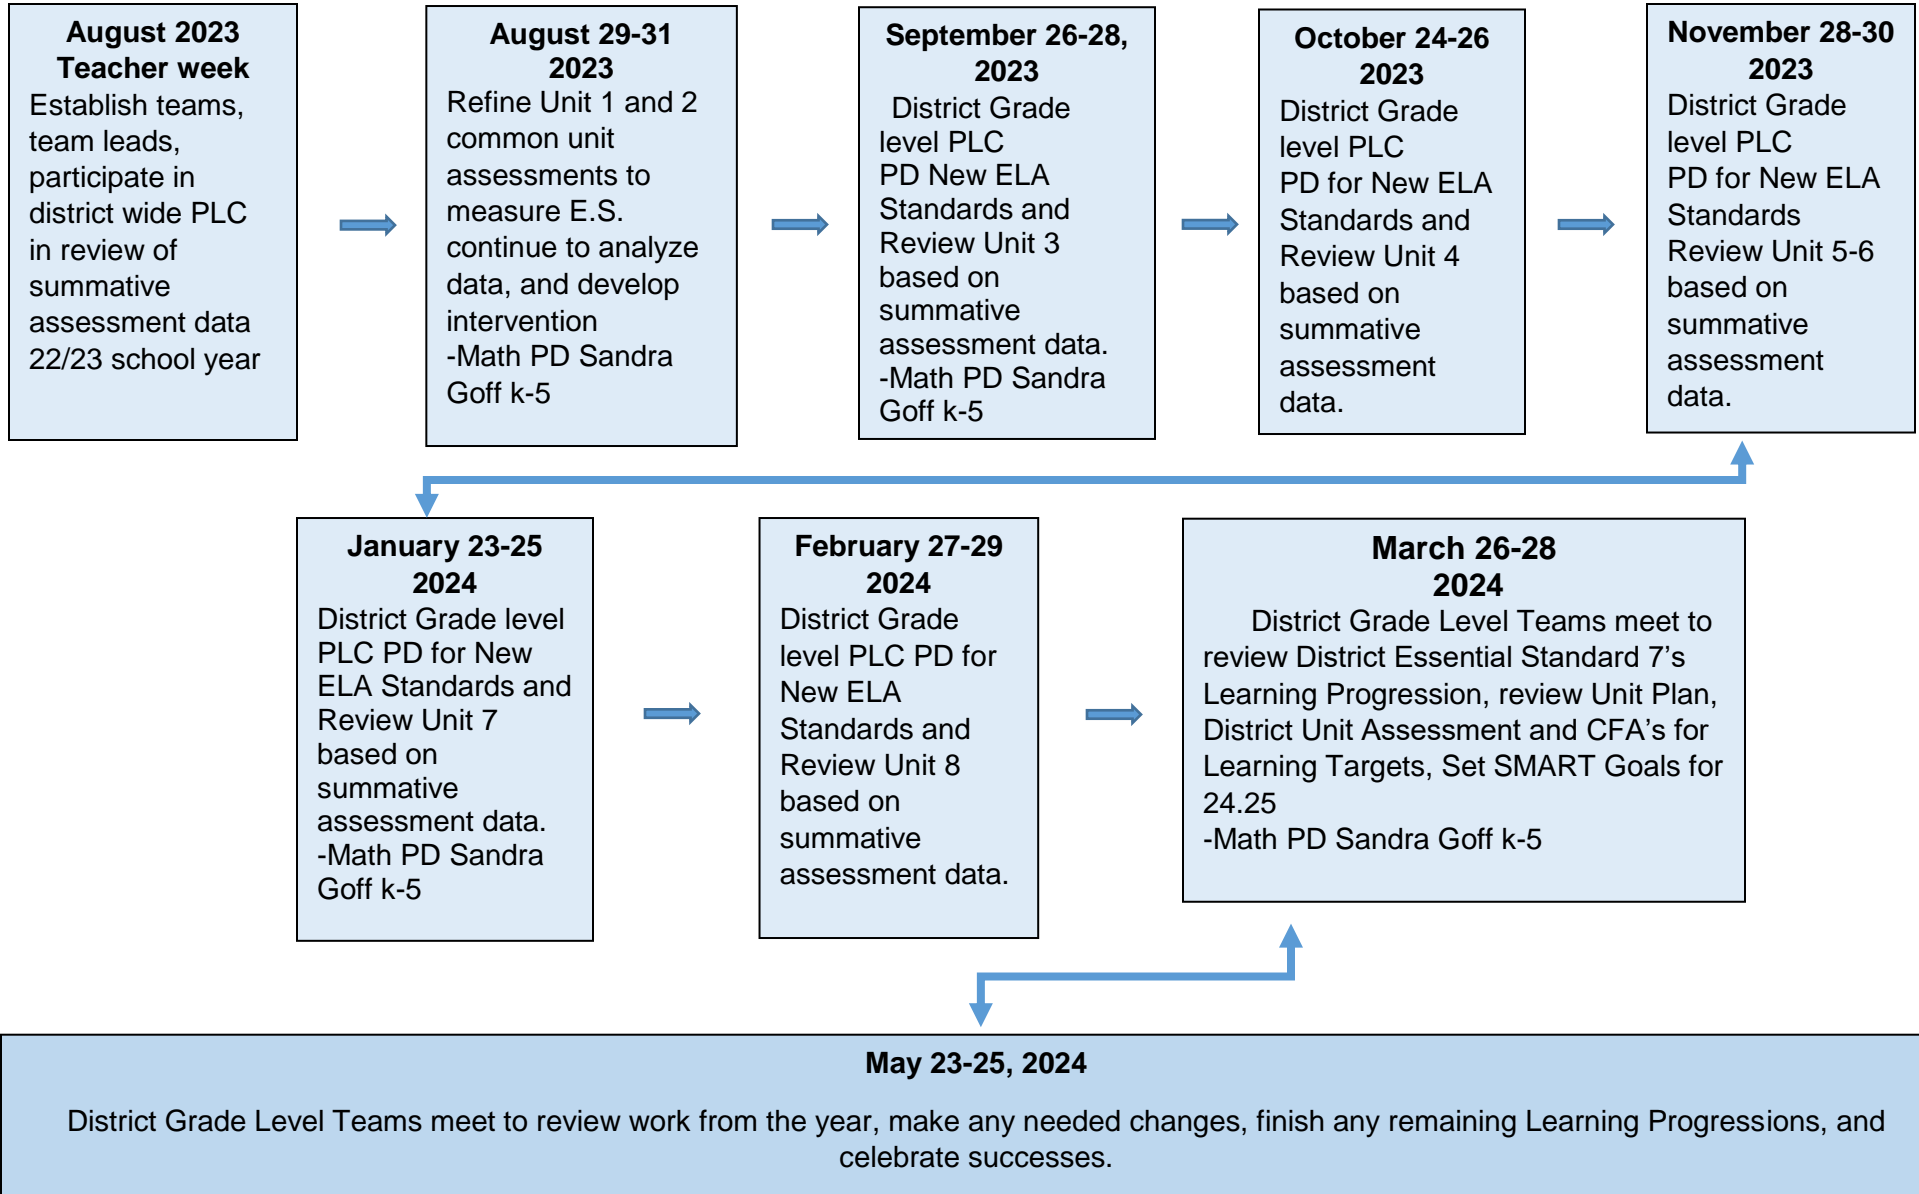 August 2023
Teacher week
Establish teams,
team leads,
participate in
district wide PLC
in review of
summative
assessment data
22/23 school year
August 29-31
2023
Refine Unit 1 and 2
common unit
assessments to
measure E.S.
continue to analyze
data, and develop
intervention
-Math PD Sandra
Goff k-5
September 26-28,
2023
District Grade
level PLC
PD New ELA
Standards and
Review Unit 3
based on
summative
assessment data.
-Math PD Sandra
Goff k-5
October 24-26
2023
District Grade
level PLC
PD for New ELA
Standards and
Review Unit 4
based on
summative
assessment
data.
November 28-30
2023
District Grade
level PLC
PD for New ELA
Standards
Review Unit 5-6
based on
summative
assessment
data.
January 23-25
2024
District Grade level
PLC PD for New
ELA Standards and
Review Unit 7
based on
summative
assessment data.
-Math PD Sandra
Goff k-5
February 27-29
2024
District Grade
level PLC PD for
New ELA
Standards and
Review Unit 8
based on
summative
assessment data.
March 26-28
2024
District Grade Level Teams meet to
review District Essential Standard 7’s
Learning Progression, review Unit Plan,
District Unit Assessment and CFA’s for
Learning Targets, Set SMART Goals for
24.25
-Math PD Sandra Goff k-5
May 23-25, 2024
District Grade Level Teams meet to review work from the year, make any needed changes, finish any remaining Learning Progressions, and
celebrate successes.